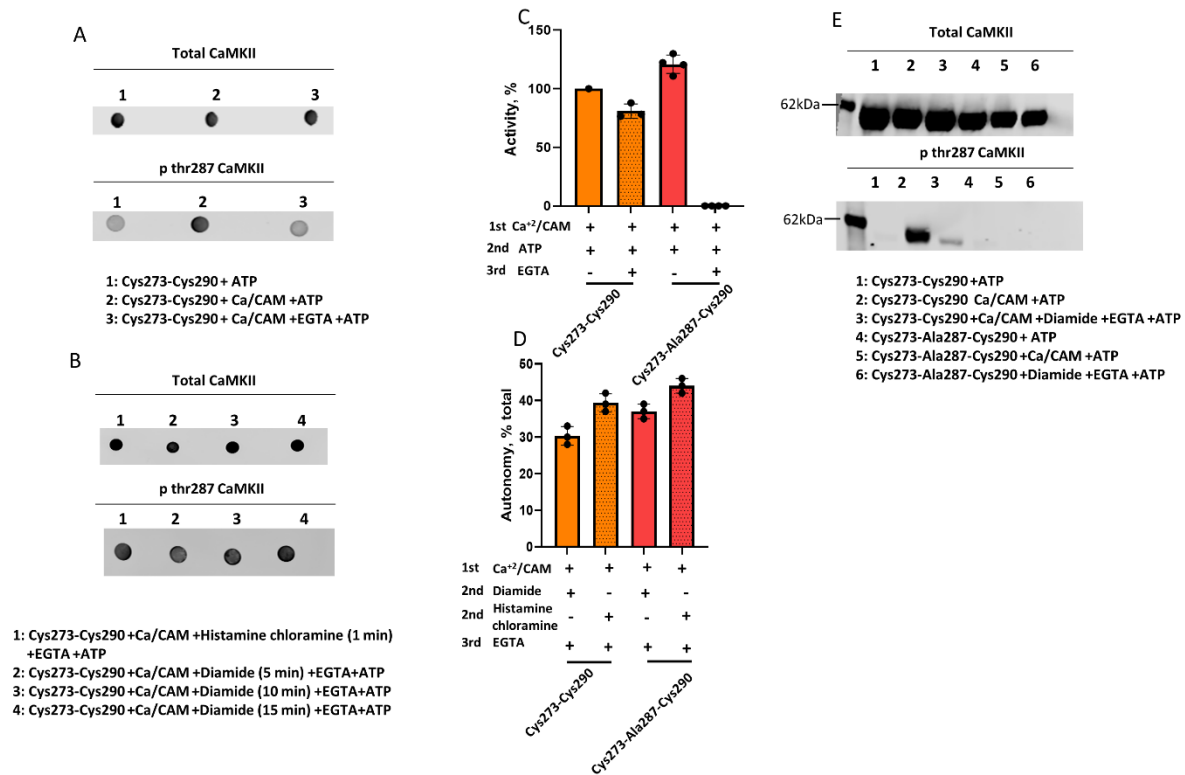 A
Total CaMKII
1 2 3
p thr287 CaMKII
1 2 3
1: Cys273-Cys290 + ATP
2: Cys273-Cys290 + Ca/CAM +ATP
3: Cys273-Cys290 + Ca/CAM +EGTA +ATP
B
Total CaMKII
1 2 3 4
p thr287 CaMKII
1 2 3 4
1: Cys273-Cys290 +Ca/CAM +Histamine chloramine (1 min)
+EGTA +ATP
2: Cys273-Cys290 +Ca/CAM +Diamide (5 min) +EGTA+ATP
3: Cys273-Cys290 +Ca/CAM +Diamide (10 min) +EGTA+ATP
4: Cys273-Cys290 +Ca/CAM +Diamide (15 min) +EGTA+ATP
C
Activity, %
150
100
50
0
1st Ca+2/CAM + + + +
2nd ATP + + + +
3rd EGTA - + - +
Cys273-Cys290
Cys273-Ala287-Cys290
D
Autonomy, % total
60
40
30
20
10
0
1st Ca+2/CAM + + + +
2nd Diamide + - + -
2nd Histamine - + - +
chloramine
3rd EGTA + + + +
Cys273-Cys290
Cys273-Ala287-Cys290
E
Total CaMKII
1 2 3 4 5 6
62kDa
p thr287 CaMKII
1 2 3 4 5 6
62kDa
1: Cys273-Cys290 +ATP
2: Cys273-Cys290 Ca/CAM +ATP
3: Cys273-Cys290 +Ca/CAM +Diamide +EGTA +ATP
4: Cys273-Ala287-Cys290 + ATP
5: Cys273-Ala287-Cys290 +Ca/CAM +ATP
6: Cys273-Ala287-Cys290 +Diamide +EGTA +ATP